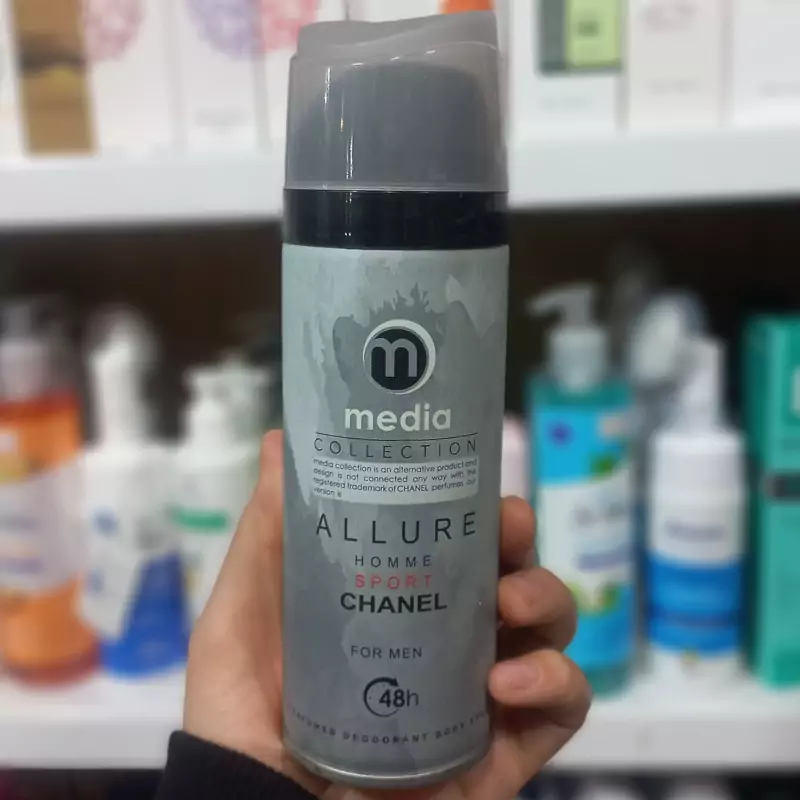 m
media
COLLECTION
media collection is an alternative product and
design is not connected any way with the
registered trademark of CHANEL perfumes. Our
version is
ALLURE
HOMME
SPORT
CHANEL
FOR MEN
48h
PERFUMED DEODORANT BODY